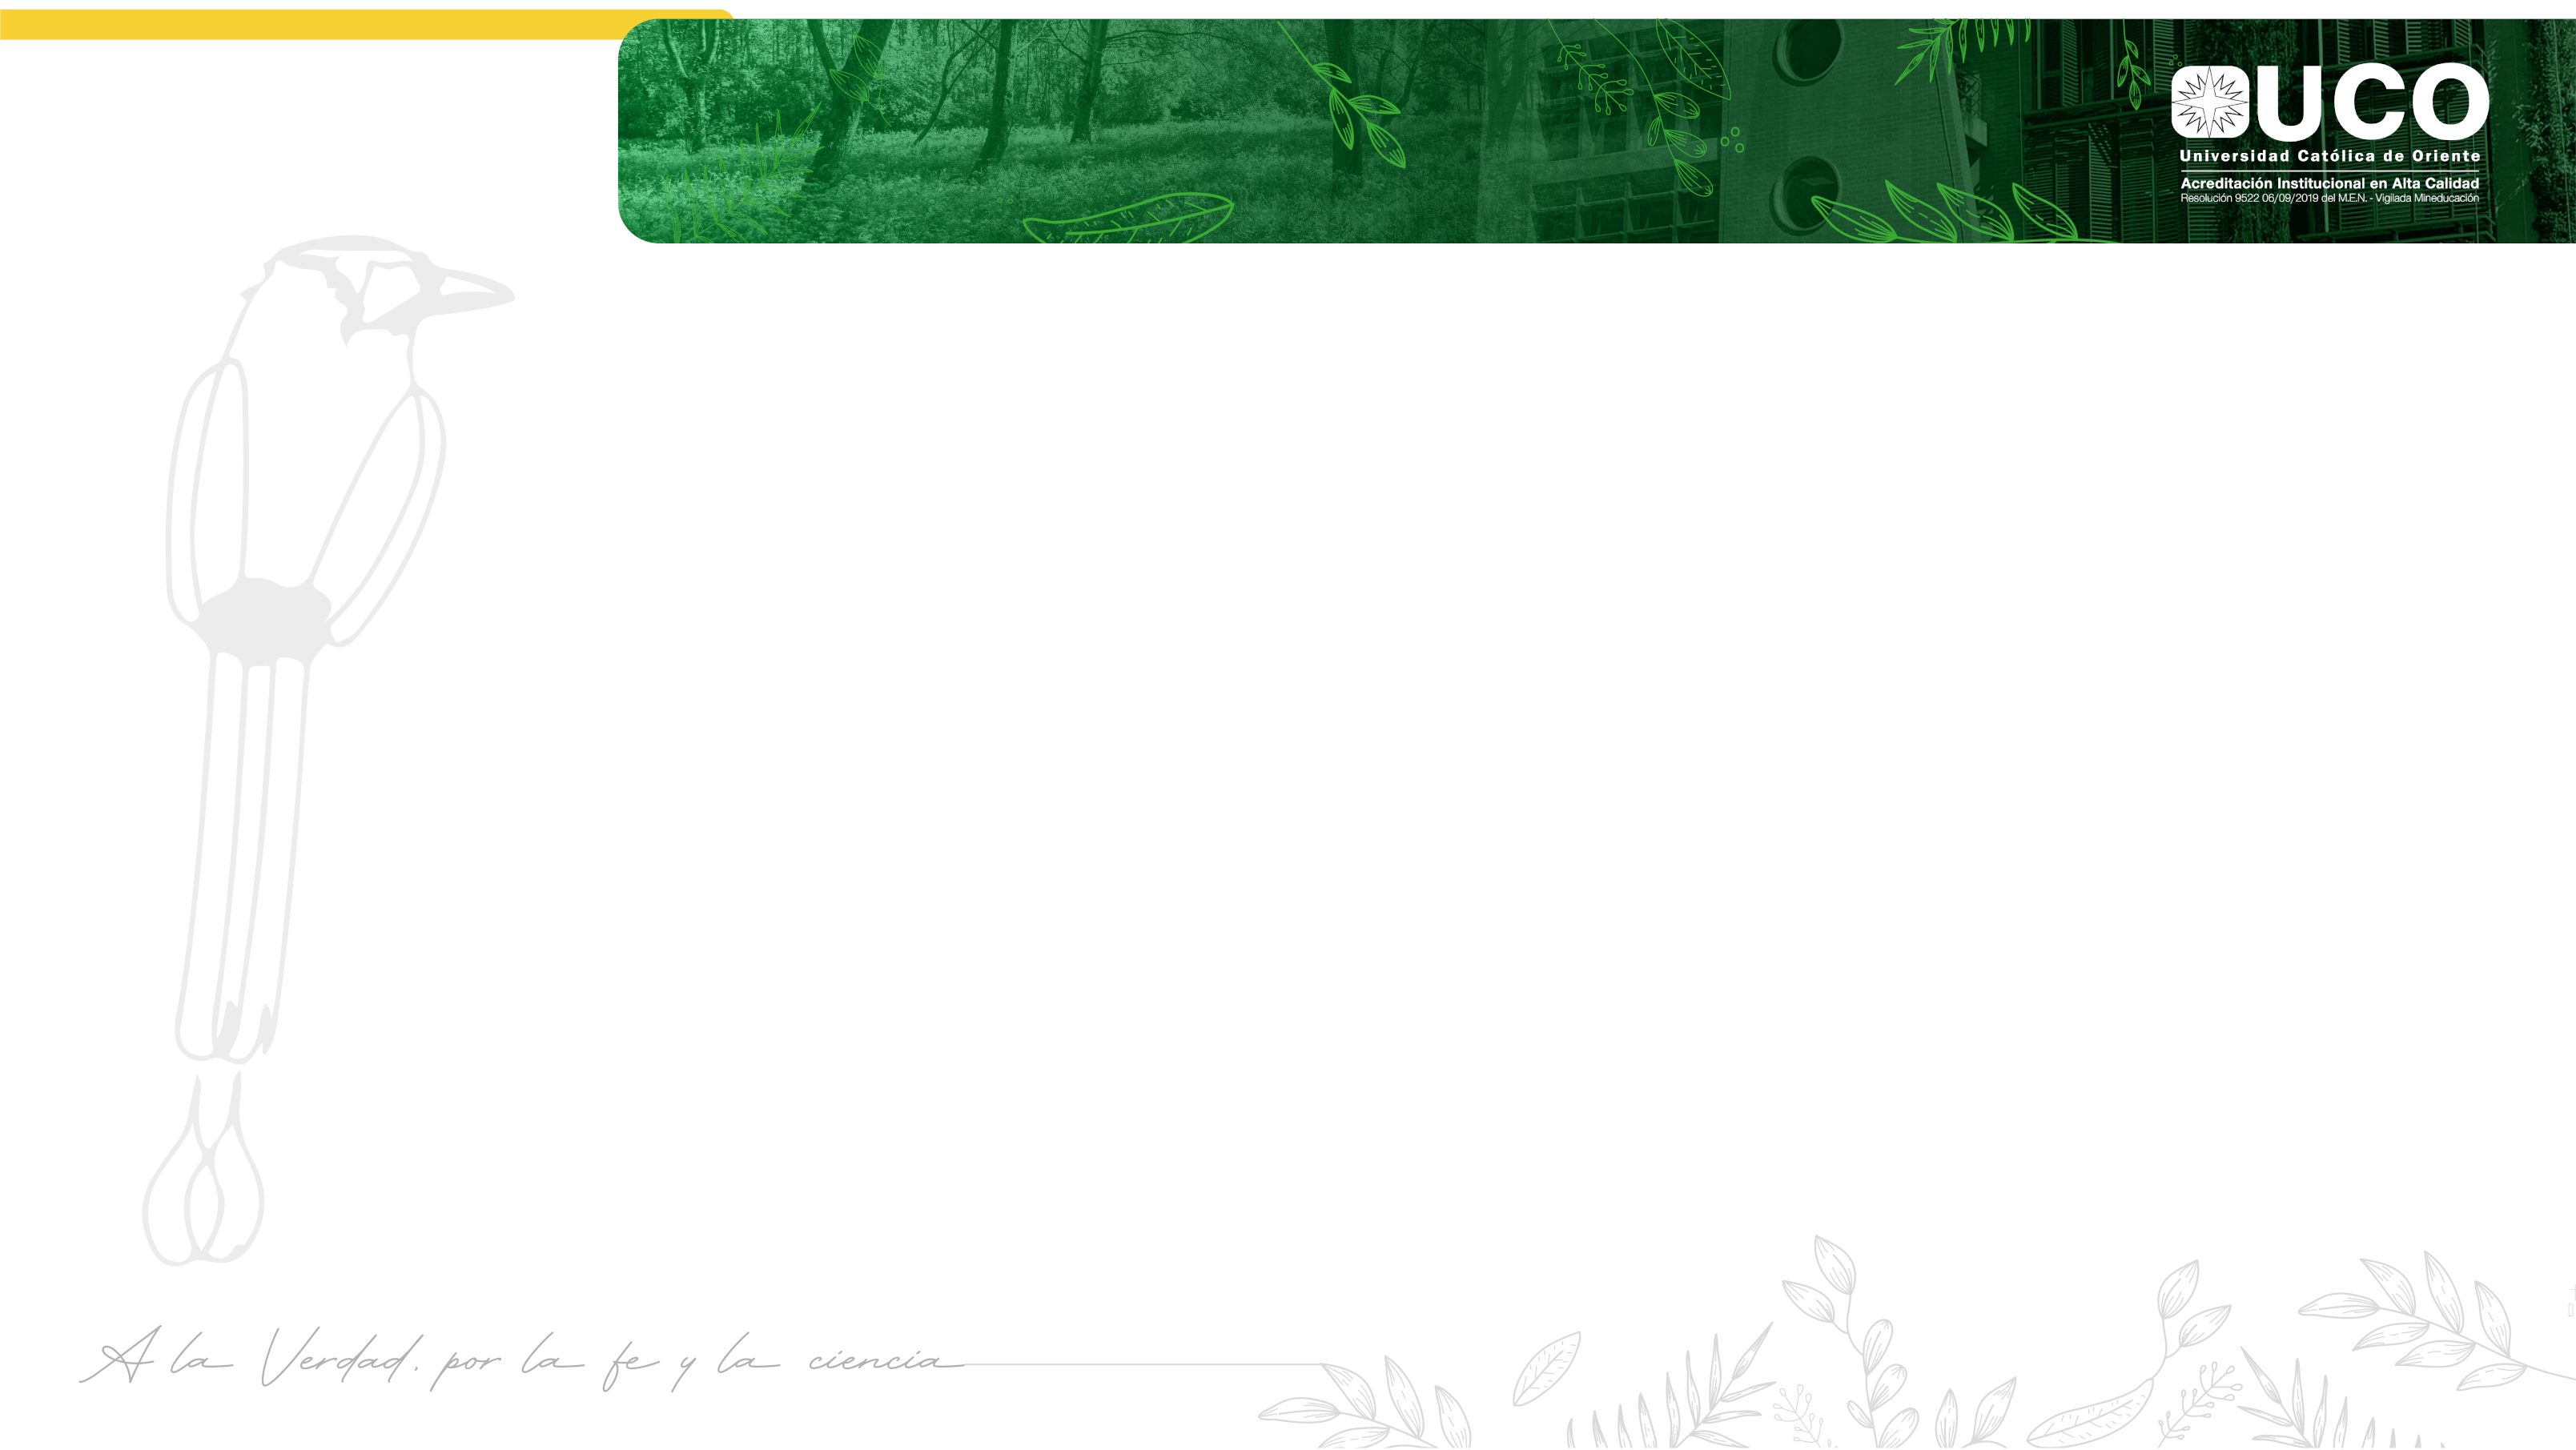 UCO
Universidad Católica de Oriente
Acreditación Institucional en Alta Calidad
Resolución 9522 06/09/2019 del M.E.N. - Vigilada Mineducación
A la Verdad. por la fe y la ciencia